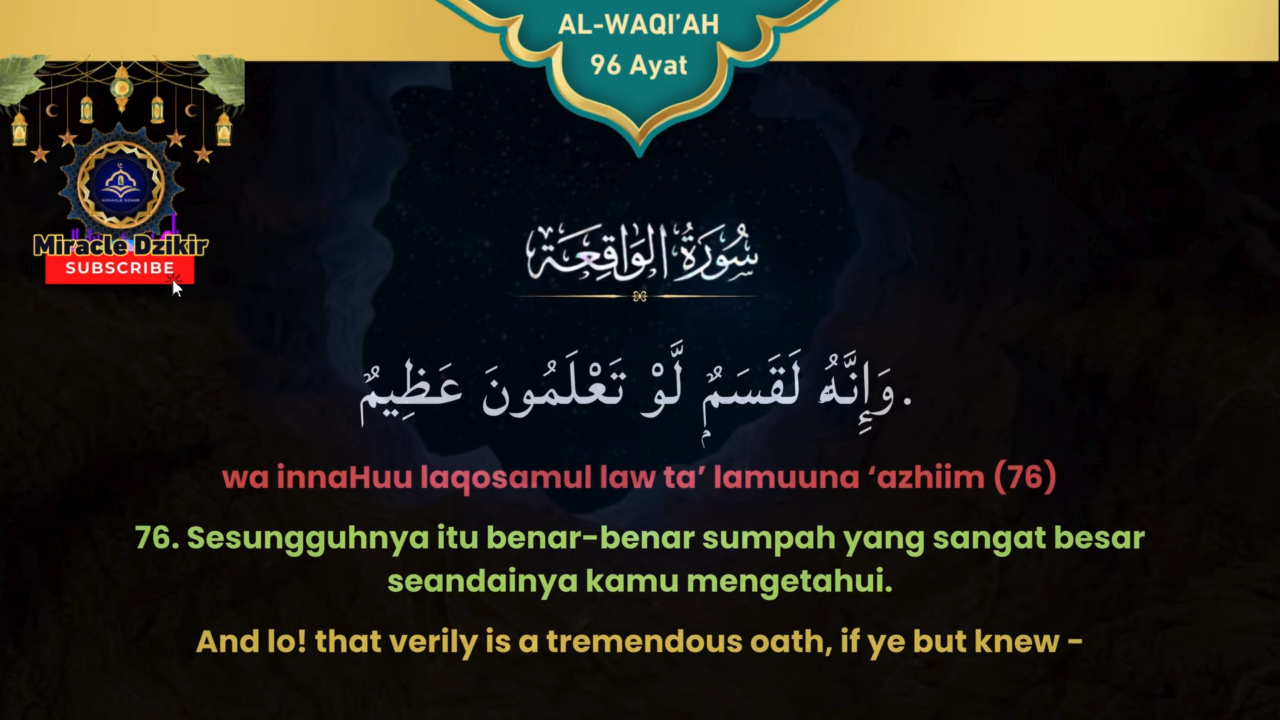 AL-WAQI’AH
96 Ayat
Miracle Dzikir
SUBSCRIBE
سُورَةُ الوَاقِعَة
وَإِنَّهُۥ لَقَسَمٌۭ لَّوْ تَعْلَمُونَ عَظِيمٌ.
wa innaHuu laqosamul law ta’ lamuuna ‘azhiim (76)
76. Sesungguhnya itu benar-benar sumpah yang sangat besar
seandainya kamu mengetahui.
And lo! that verily is a tremendous oath, if ye but knew -